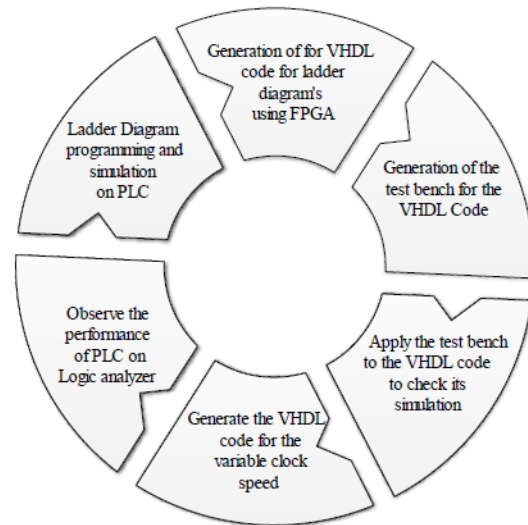 Generation of for VHDL
code for ladder
diagram's
using FPGA
Generation of the
test bench for the
VHDL Code
Apply the test bench
to the VHDL code
to check its
simulation
Generate the VHDL
code for the
variable clock
speed
Observe the
performance
of PLC on
Logic analyzer
Ladder Diagram
programming and
simulation
on PLC